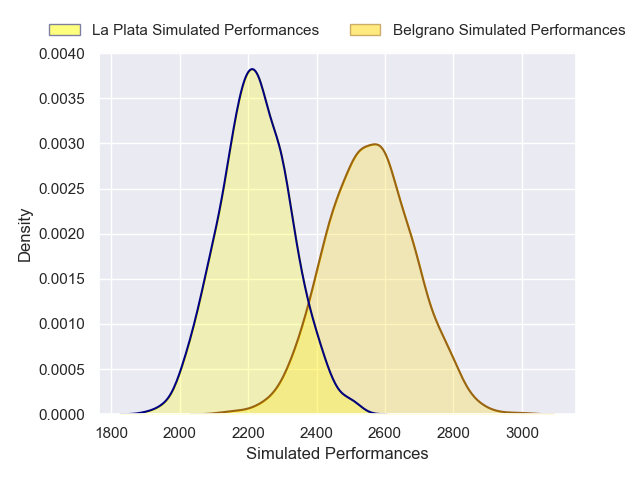 La Plata Simulated Performances
Belgrano Simulated Performances
0.0040
0.0035
0.0030
0.0025
0.0020
0.0015
0.0010
0.0005
0.0000
Density
1800 2000 2200 2400 2600 2800 3000
Simulated Performances